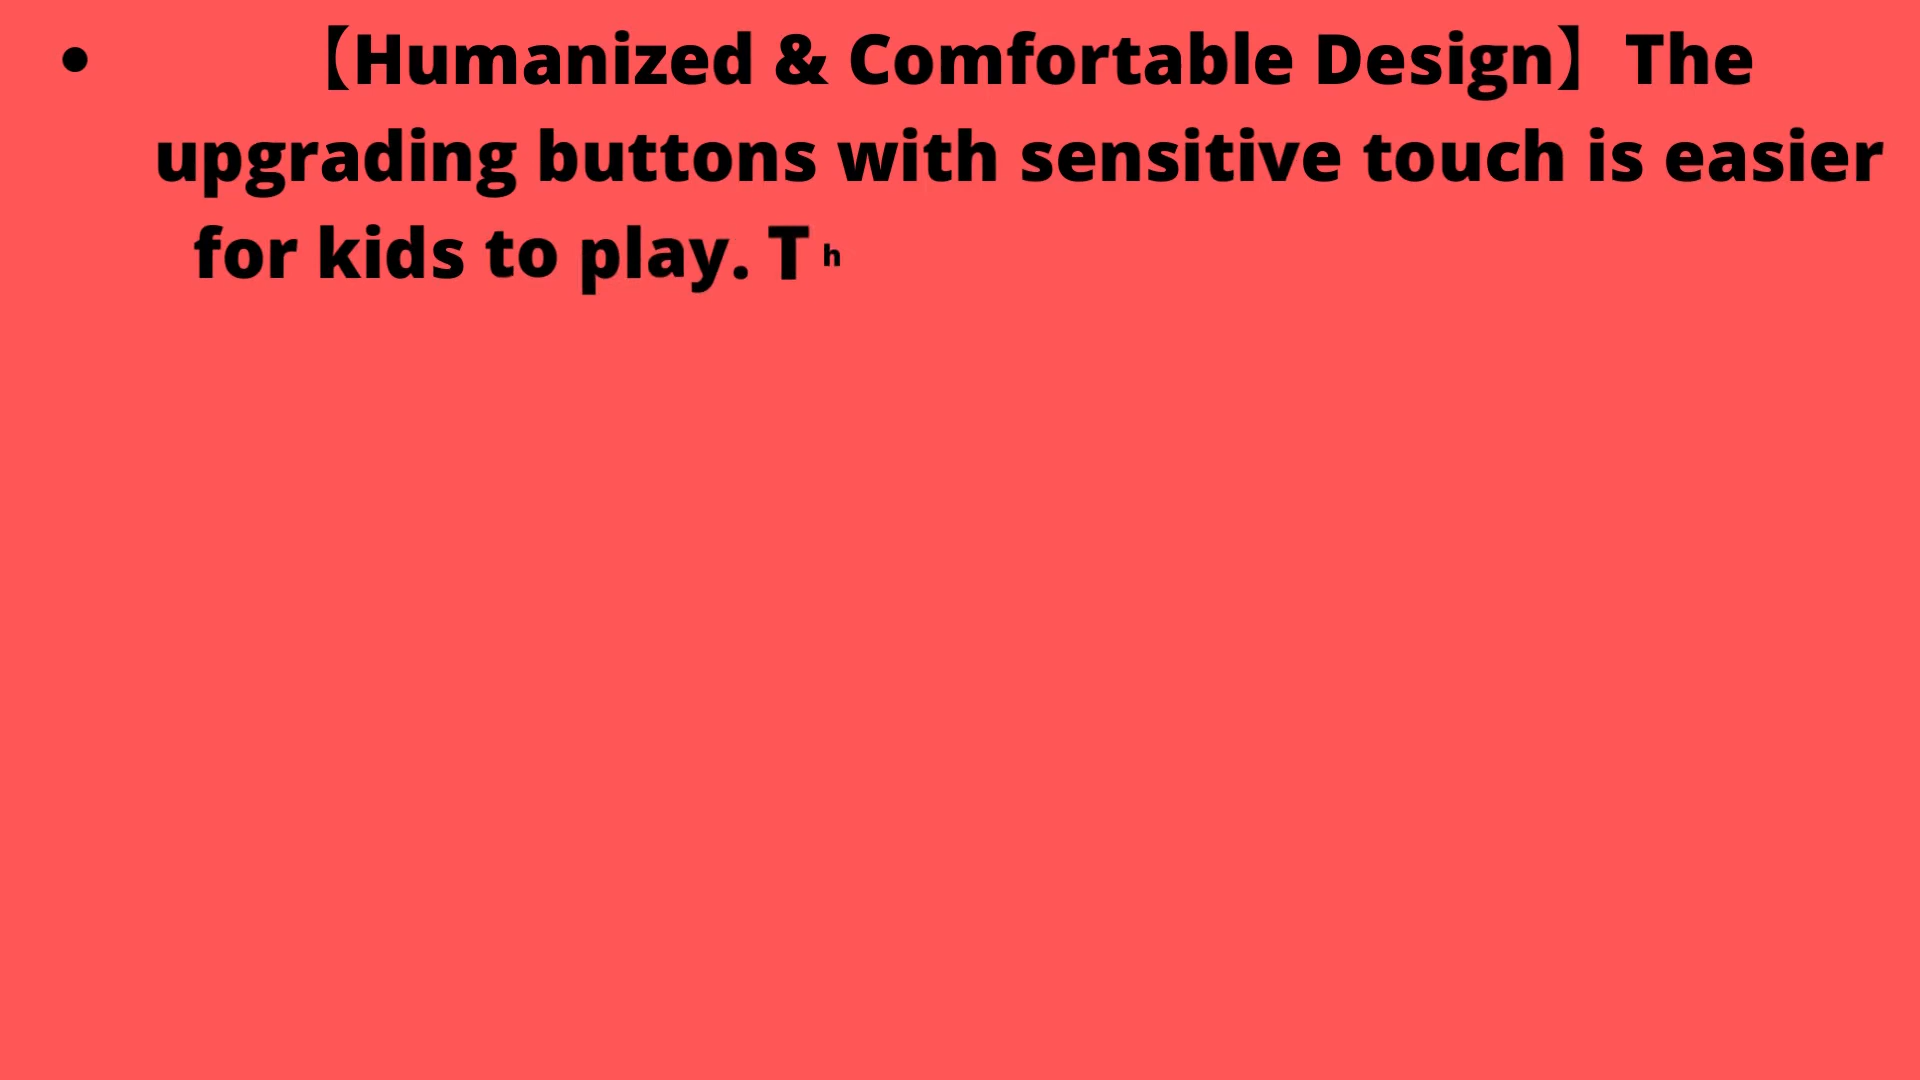 • 【Humanized & Comfortable Design】 The
upgrading buttons with sensitive touch is easier
for kids to play. Th